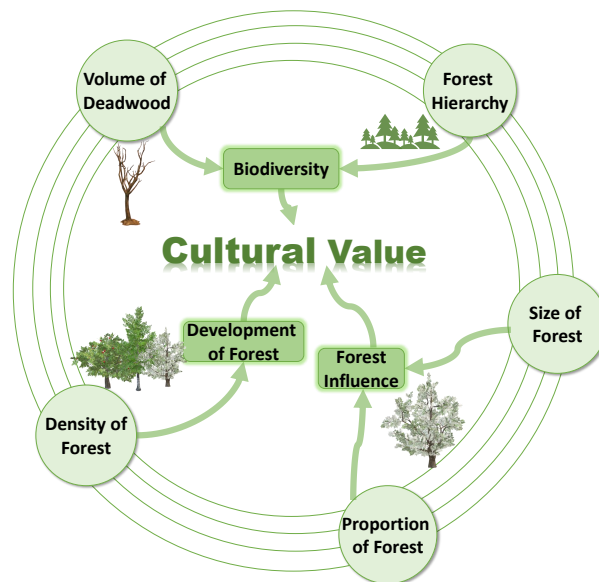 Volume of
Deadwood
Forest
Hierarchy
Biodiversity
Cultural Value
Development
of Forest
Forest
Influence
Size of
Forest
Density of
Forest
Proportion
of Forest